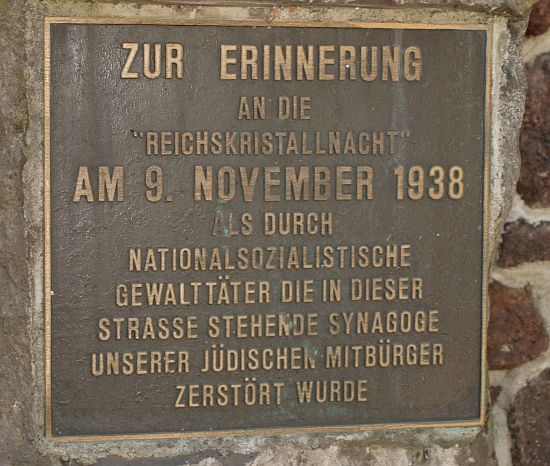 ZUR ERINNERUNG
AN DIE
"REICHSKRISTALLNACHT"
AM 9. NOVEMBER 1938
ALS DURCH
NATIONALSOZIALISTISCHE
GEWALTTÄTER DIE IN DIESER
STRASSE STEHENDE SYNAGOGE
UNSERER JÜDISCHEN MITBÜRGER
ZERSTÖRT WURDE